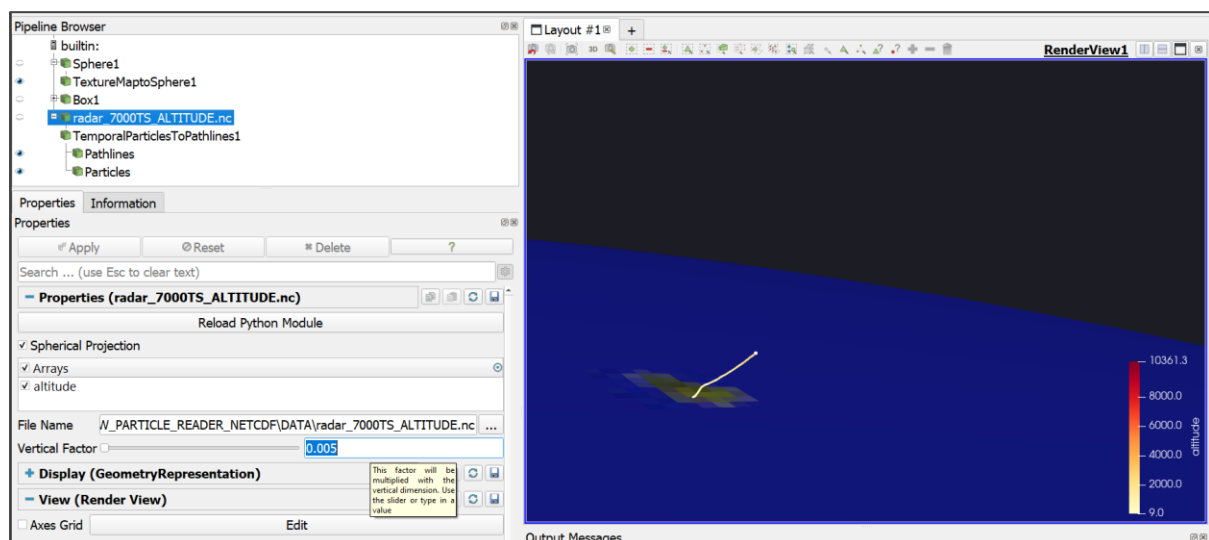 Pipeline Browser
builtin:
Sphere1
TextureMaptoSphere1
Box1
radar_7000TS_ALTITUDE.nc
TemporalParticlesToPathlines1
Pathlines
Particles
Properties Information
Properties
Apply Reset Delete ?
Search ... (use Esc to clear text)
Properties (radar_7000TS_ALTITUDE.nc)
Reload Python Module
Spherical Projection
Arrays
altitude
File Name W_PARTICLE_READER_NETCDF\DATA\radar_7000TS_ALTITUDE.nc ...
Vertical Factor 0.005
Display (GeometryRepresentation)
This factor will be
multiplied with the
vertical dimension. Use
the slider or type in a
value
View (Render View)
Axes Grid Edit
Layout #1 +
3D RenderView1
10361.3
8000.0
6000.0
4000.0
2000.0
9.0
altitude
Output Messages